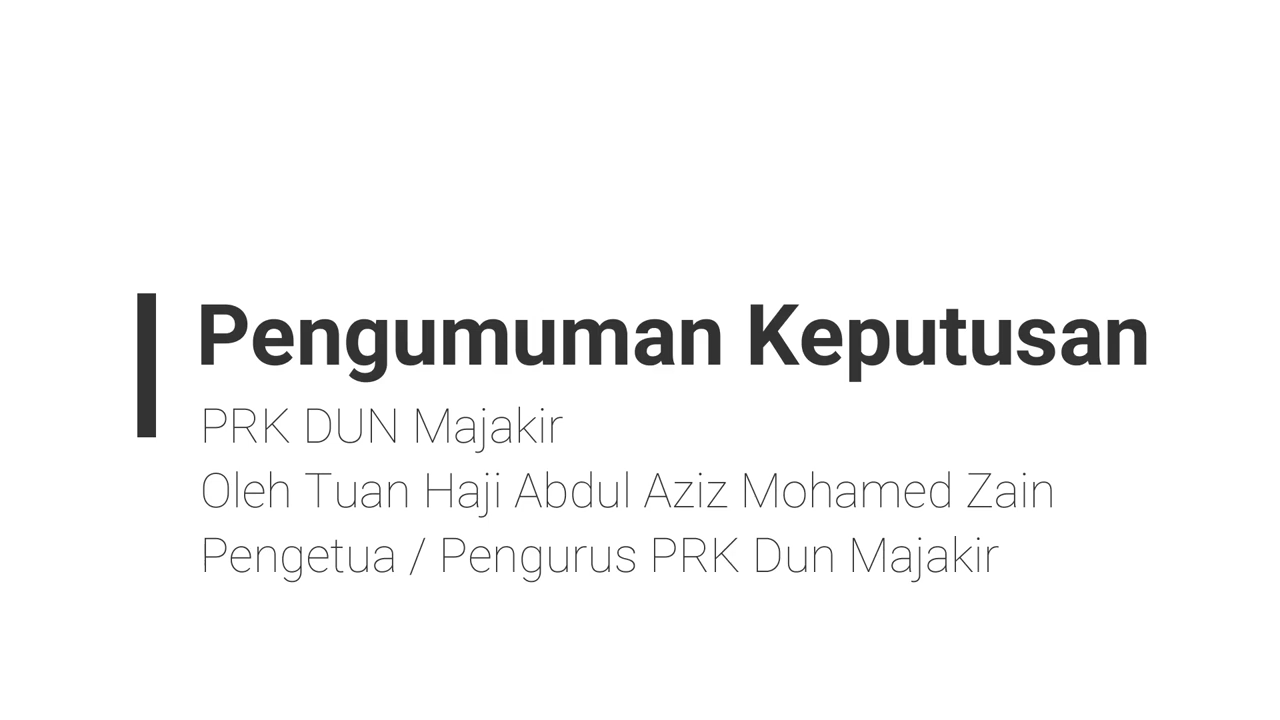 Pengumuman Keputusan
PRK DUN Majakir
Oleh Tuan Haji Abdul Aziz Mohamed Zain
Pengetua / Pengurus PRK Dun Majakir